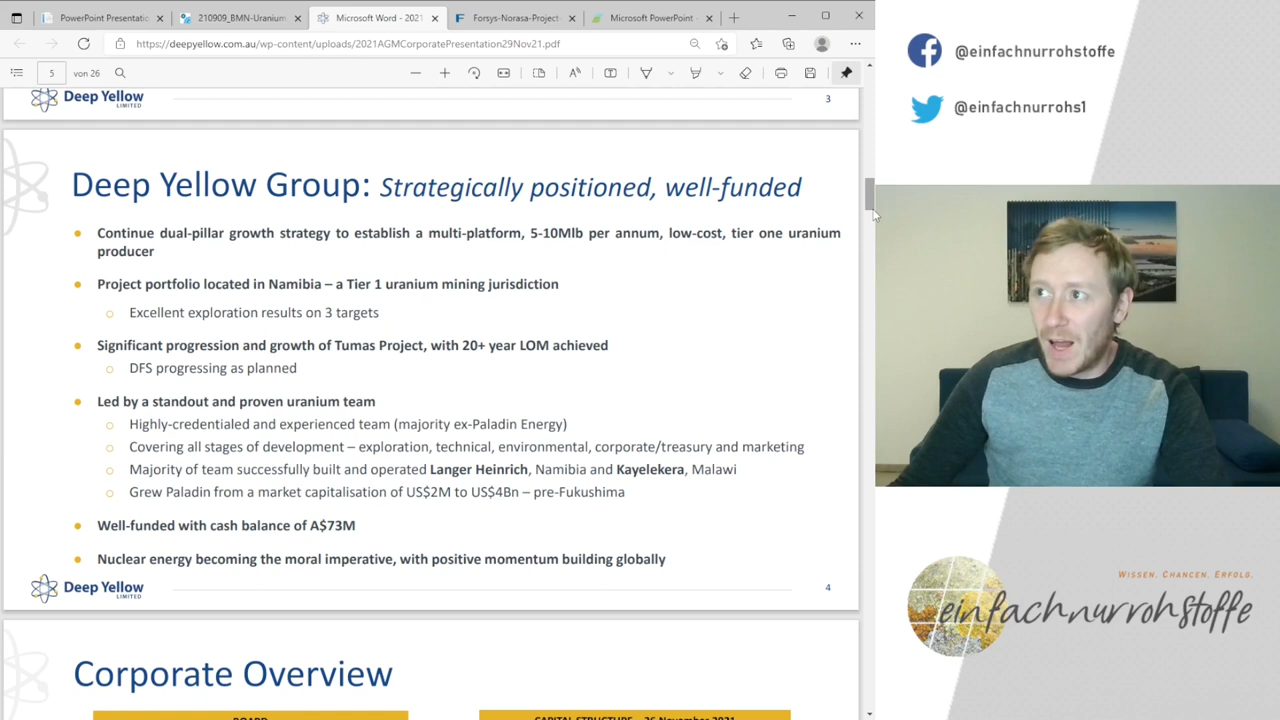 PowerPoint Presentatic
210909_BMN-Uranium
Microsoft Word - 2021
Forsys-Norasa-Project-
Microsoft PowerPoint -
https://deepyellow.com.au/wp-content/uploads/2021AGMCorporatePresentation29Nov21.pdf
5 von 26
Deep Yellow
LIMITED
3
Deep Yellow Group: Strategically positioned, well-funded
Continue dual-pillar growth strategy to establish a multi-platform, 5-10Mlb per annum, low-cost, tier one uranium
producer
Project portfolio located in Namibia – a Tier 1 uranium mining jurisdiction
Excellent exploration results on 3 targets
Significant progression and growth of Tumas Project, with 20+ year LOM achieved
DFS progressing as planned
Led by a standout and proven uranium team
Highly-credentialed and experienced team (majority ex-Paladin Energy)
Covering all stages of development – exploration, technical, environmental, corporate/treasury and marketing
Majority of team successfully built and operated Langer Heinrich, Namibia and Kayelekera, Malawi
Grew Paladin from a market capitalisation of US$2M to US$4Bn – pre-Fukushima
Well-funded with cash balance of A$73M
Nuclear energy becoming the moral imperative, with positive momentum building globally
Deep Yellow
LIMITED
4
Corporate Overview
BOARD
CAPITAL STRUCTURE – 26 November 2021
@einfachnurrohstoffe
@einfachnurrohs1
WISSEN. CHANCEN. ERFOLG.
einfachnurrohstoffe